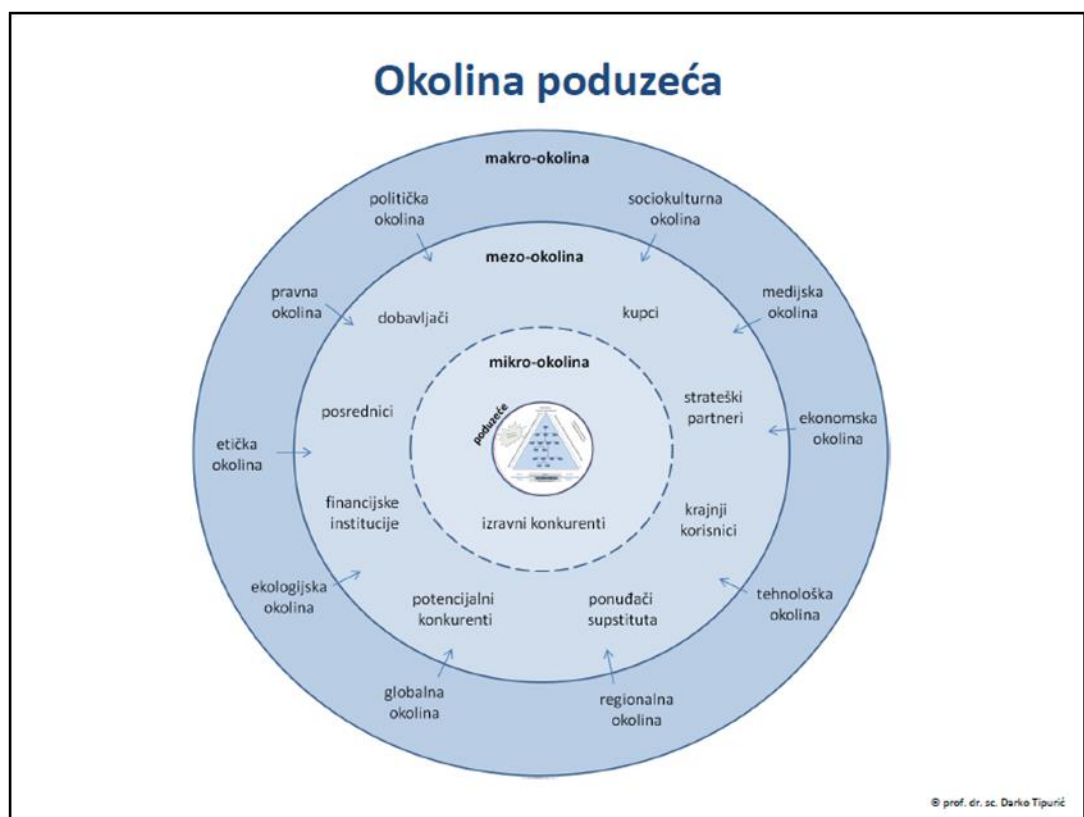 Okolina poduzeća
makro-okolina
politička
okolina
sociokulturna
okolina
mezo-okolina
pravna
okolina
medijska
okolina
dobavljači
kupci
mikro-okolina
poduzeće
posrednici
strateški
partneri
ekonomska
okolina
etička
okolina
financijske
institucije
izravni konkurenti
krajnji
korisnici
ekologijska
okolina
tehnološka
okolina
potencijalni
konkurenti
ponuđači
supstituta
globalna
okolina
regionalna
okolina
© prof. dr. sc. Darko Tipurić